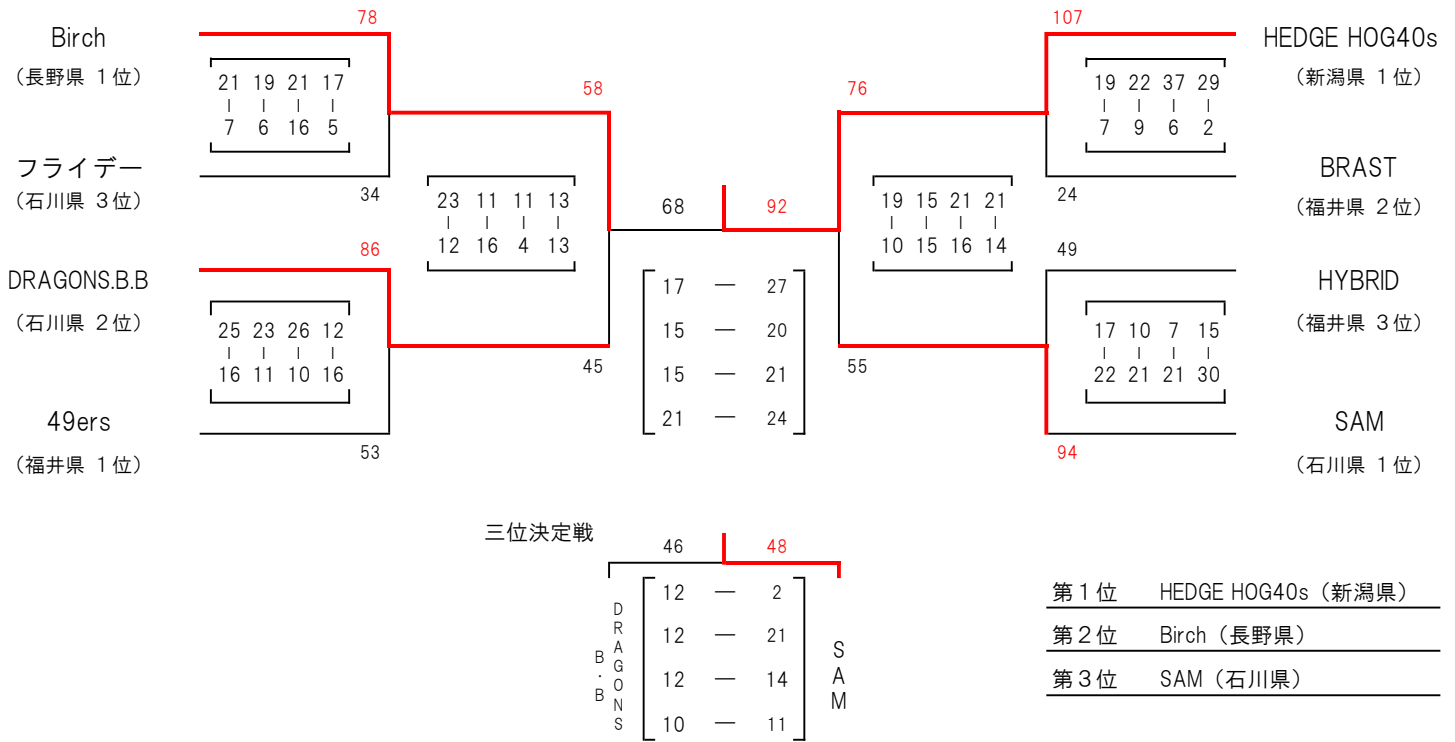 78
107
Birch
HEDGE HOG40s
(長野県 1位)
(新潟県 1位)
21 19 21 17
19 22 37 29
58
76
7 6 16 5
7 9 6 2
フライデー
BRAST
(石川県 3位)
(福井県 2位)
34
24
23 11 11 13
68
92
19 15 21 21
12 16 4 13
10 15 16 14
86
49
DRAGONS.B.B
HYBRID
(石川県 2位)
(福井県 3位)
17 — 27
25 23 26 12
15 — 20
17 10 7 15
16 11 10 16
15 — 21
22 21 21 30
45
55
21 — 24
49ers
SAM
(福井県 1位)
(石川県 1位)
53
94
三位決定戦
46
48
12 — 2
12 — 21
12 — 14
10 — 11
DRAGONS
B・B
SAM
第1位 HEDGE HOG40s(新潟県)
第2位 Birch(長野県)
第3位 SAM(石川県)